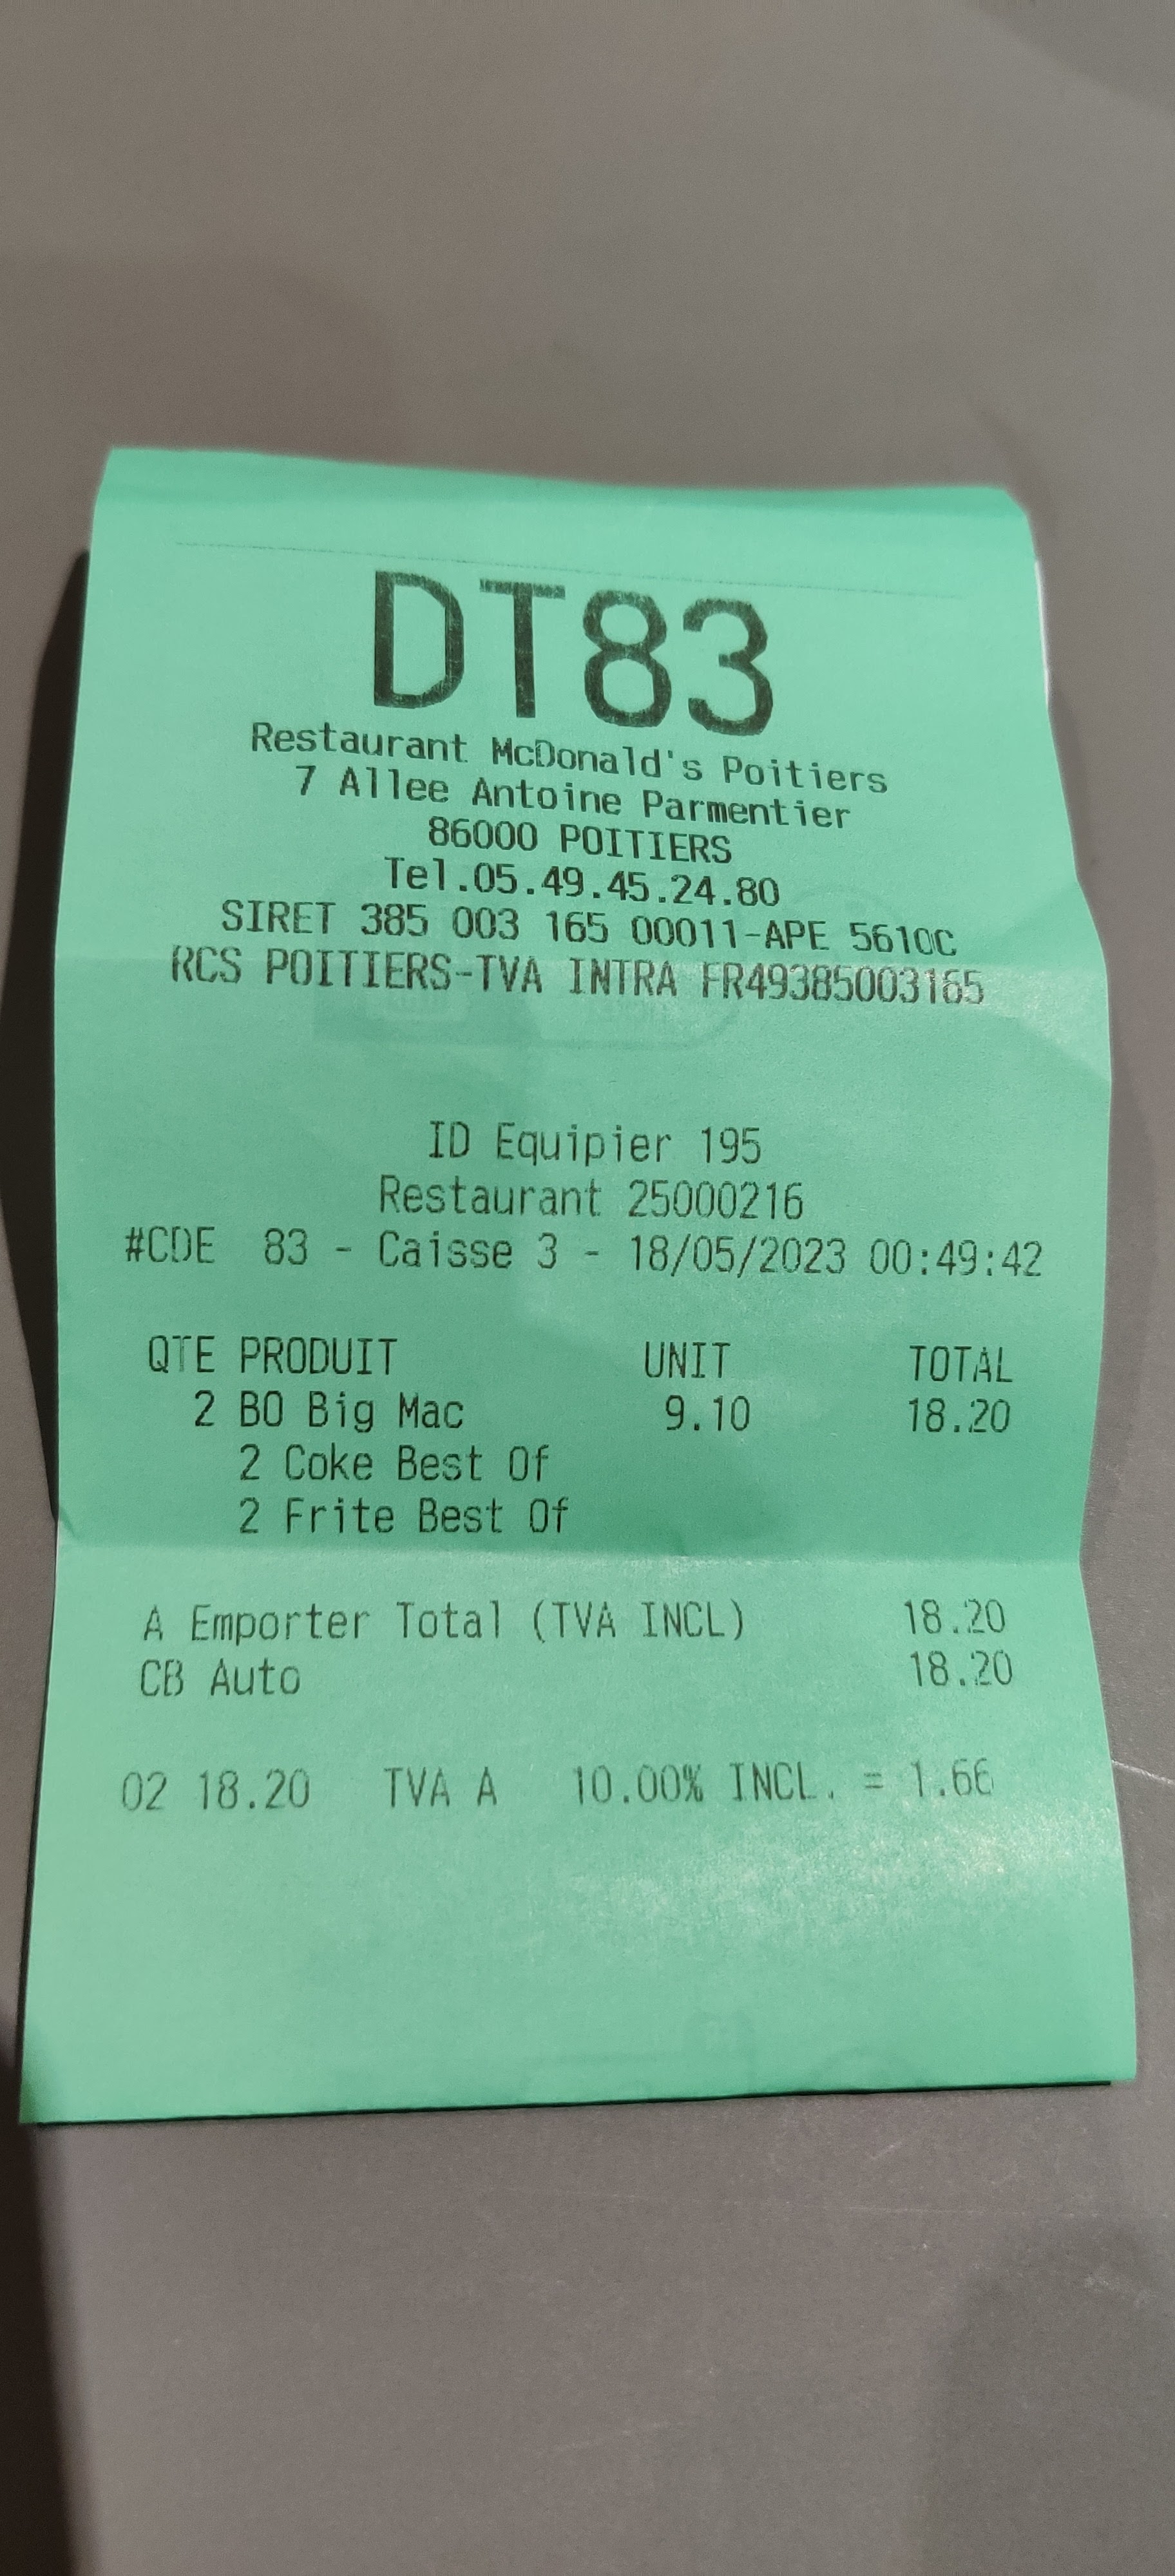 DT83
Restaurant McDonald's Poitiers
7 Allee Antoine Parmentier
86000 POITIERS
Tel.05.49.45.24.80
SIRET 385 003 165 00011-APE 5610C
RCS POITIERS-TVA INTRA FR49385003165
ID Equipier 195
Restaurant 25000216
#CDE 83 - Caisse 3 - 18/05/2023 00:49:42
QTE PRODUIT UNIT TOTAL
2 BO Big Mac 9.10 18.20
2 Coke Best Of
2 Frite Best Of
A Emporter Total (TVA INCL) 18.20
CB Auto 18.20
02 18.20 TVA A 10.00% INCL. = 1.66